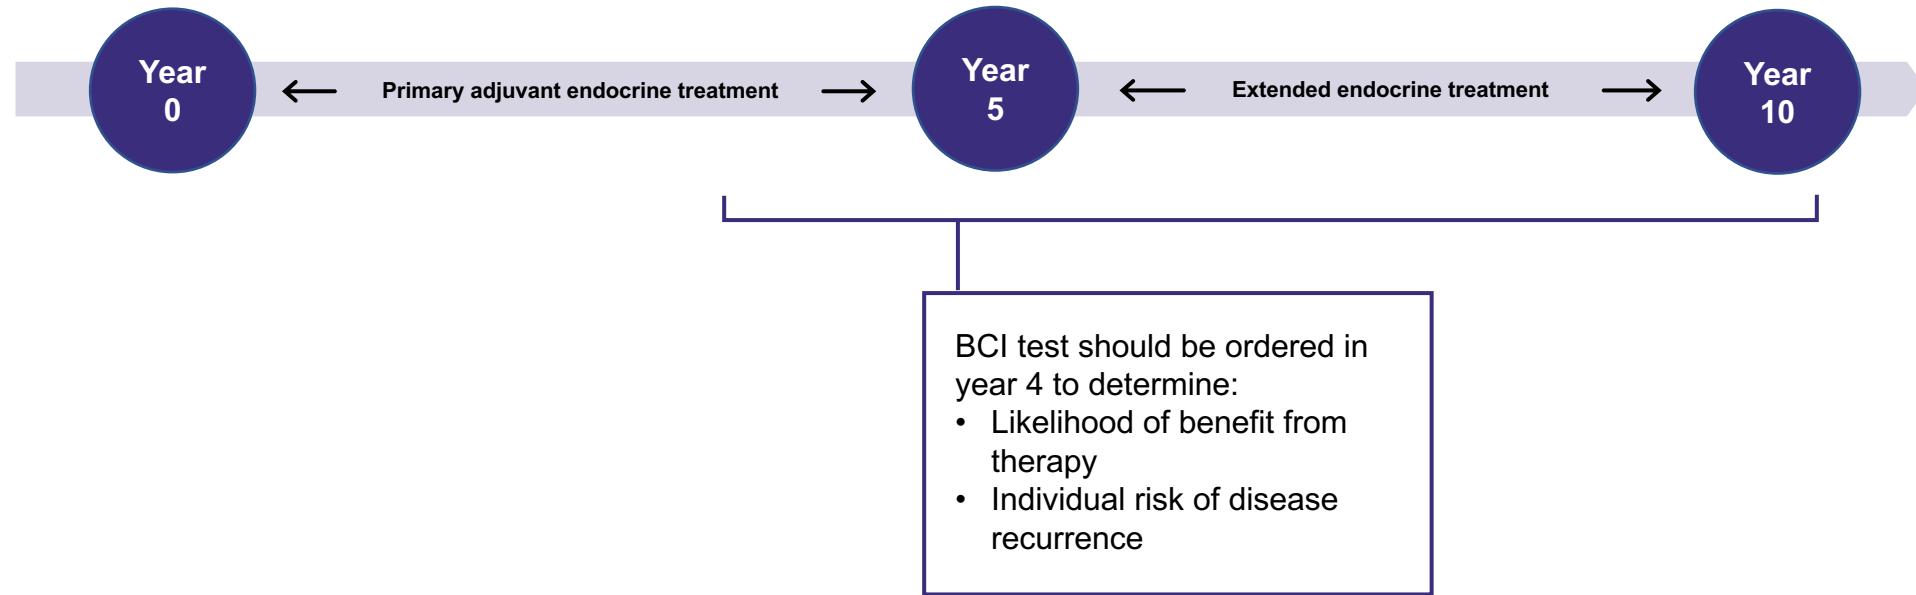 Year
0
Primary adjuvant endocrine treatment
Year
5
Extended endocrine treatment
Year
10
BCI test should be ordered in
year 4 to determine:
• Likelihood of benefit from
therapy
• Individual risk of disease
recurrence